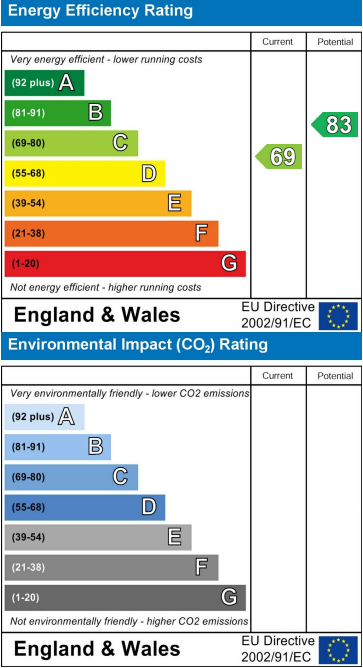 Energy Efficiency Rating
Current Potential
Very energy efficient - lower running costs
(92 plus) A
(81-91) B
83
(69-80) C
69
(55-68) D
(39-54) E
(21-38) F
(1-20) G
Not energy efficient - higher running costs
England & Wales
EU Directive
2002/91/EC
Environmental Impact (CO₂) Rating
Current Potential
Very environmentally friendly - lower CO2 emissions
(92 plus) A
(81-91) B
(69-80) C
(55-68) D
(39-54) E
(21-38) F
(1-20) G
Not environmentally friendly - higher CO2 emissions
England & Wales
EU Directive
2002/91/EC